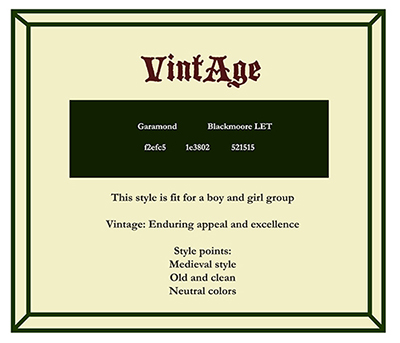 VintAge
Garamond Blackmoore LET
f2efc5 1e3802 521515
This style is fit for a boy and girl group
Vintage: Enduring appeal and excellence
Style points:
Medieval style
Old and clean
Neutral colors